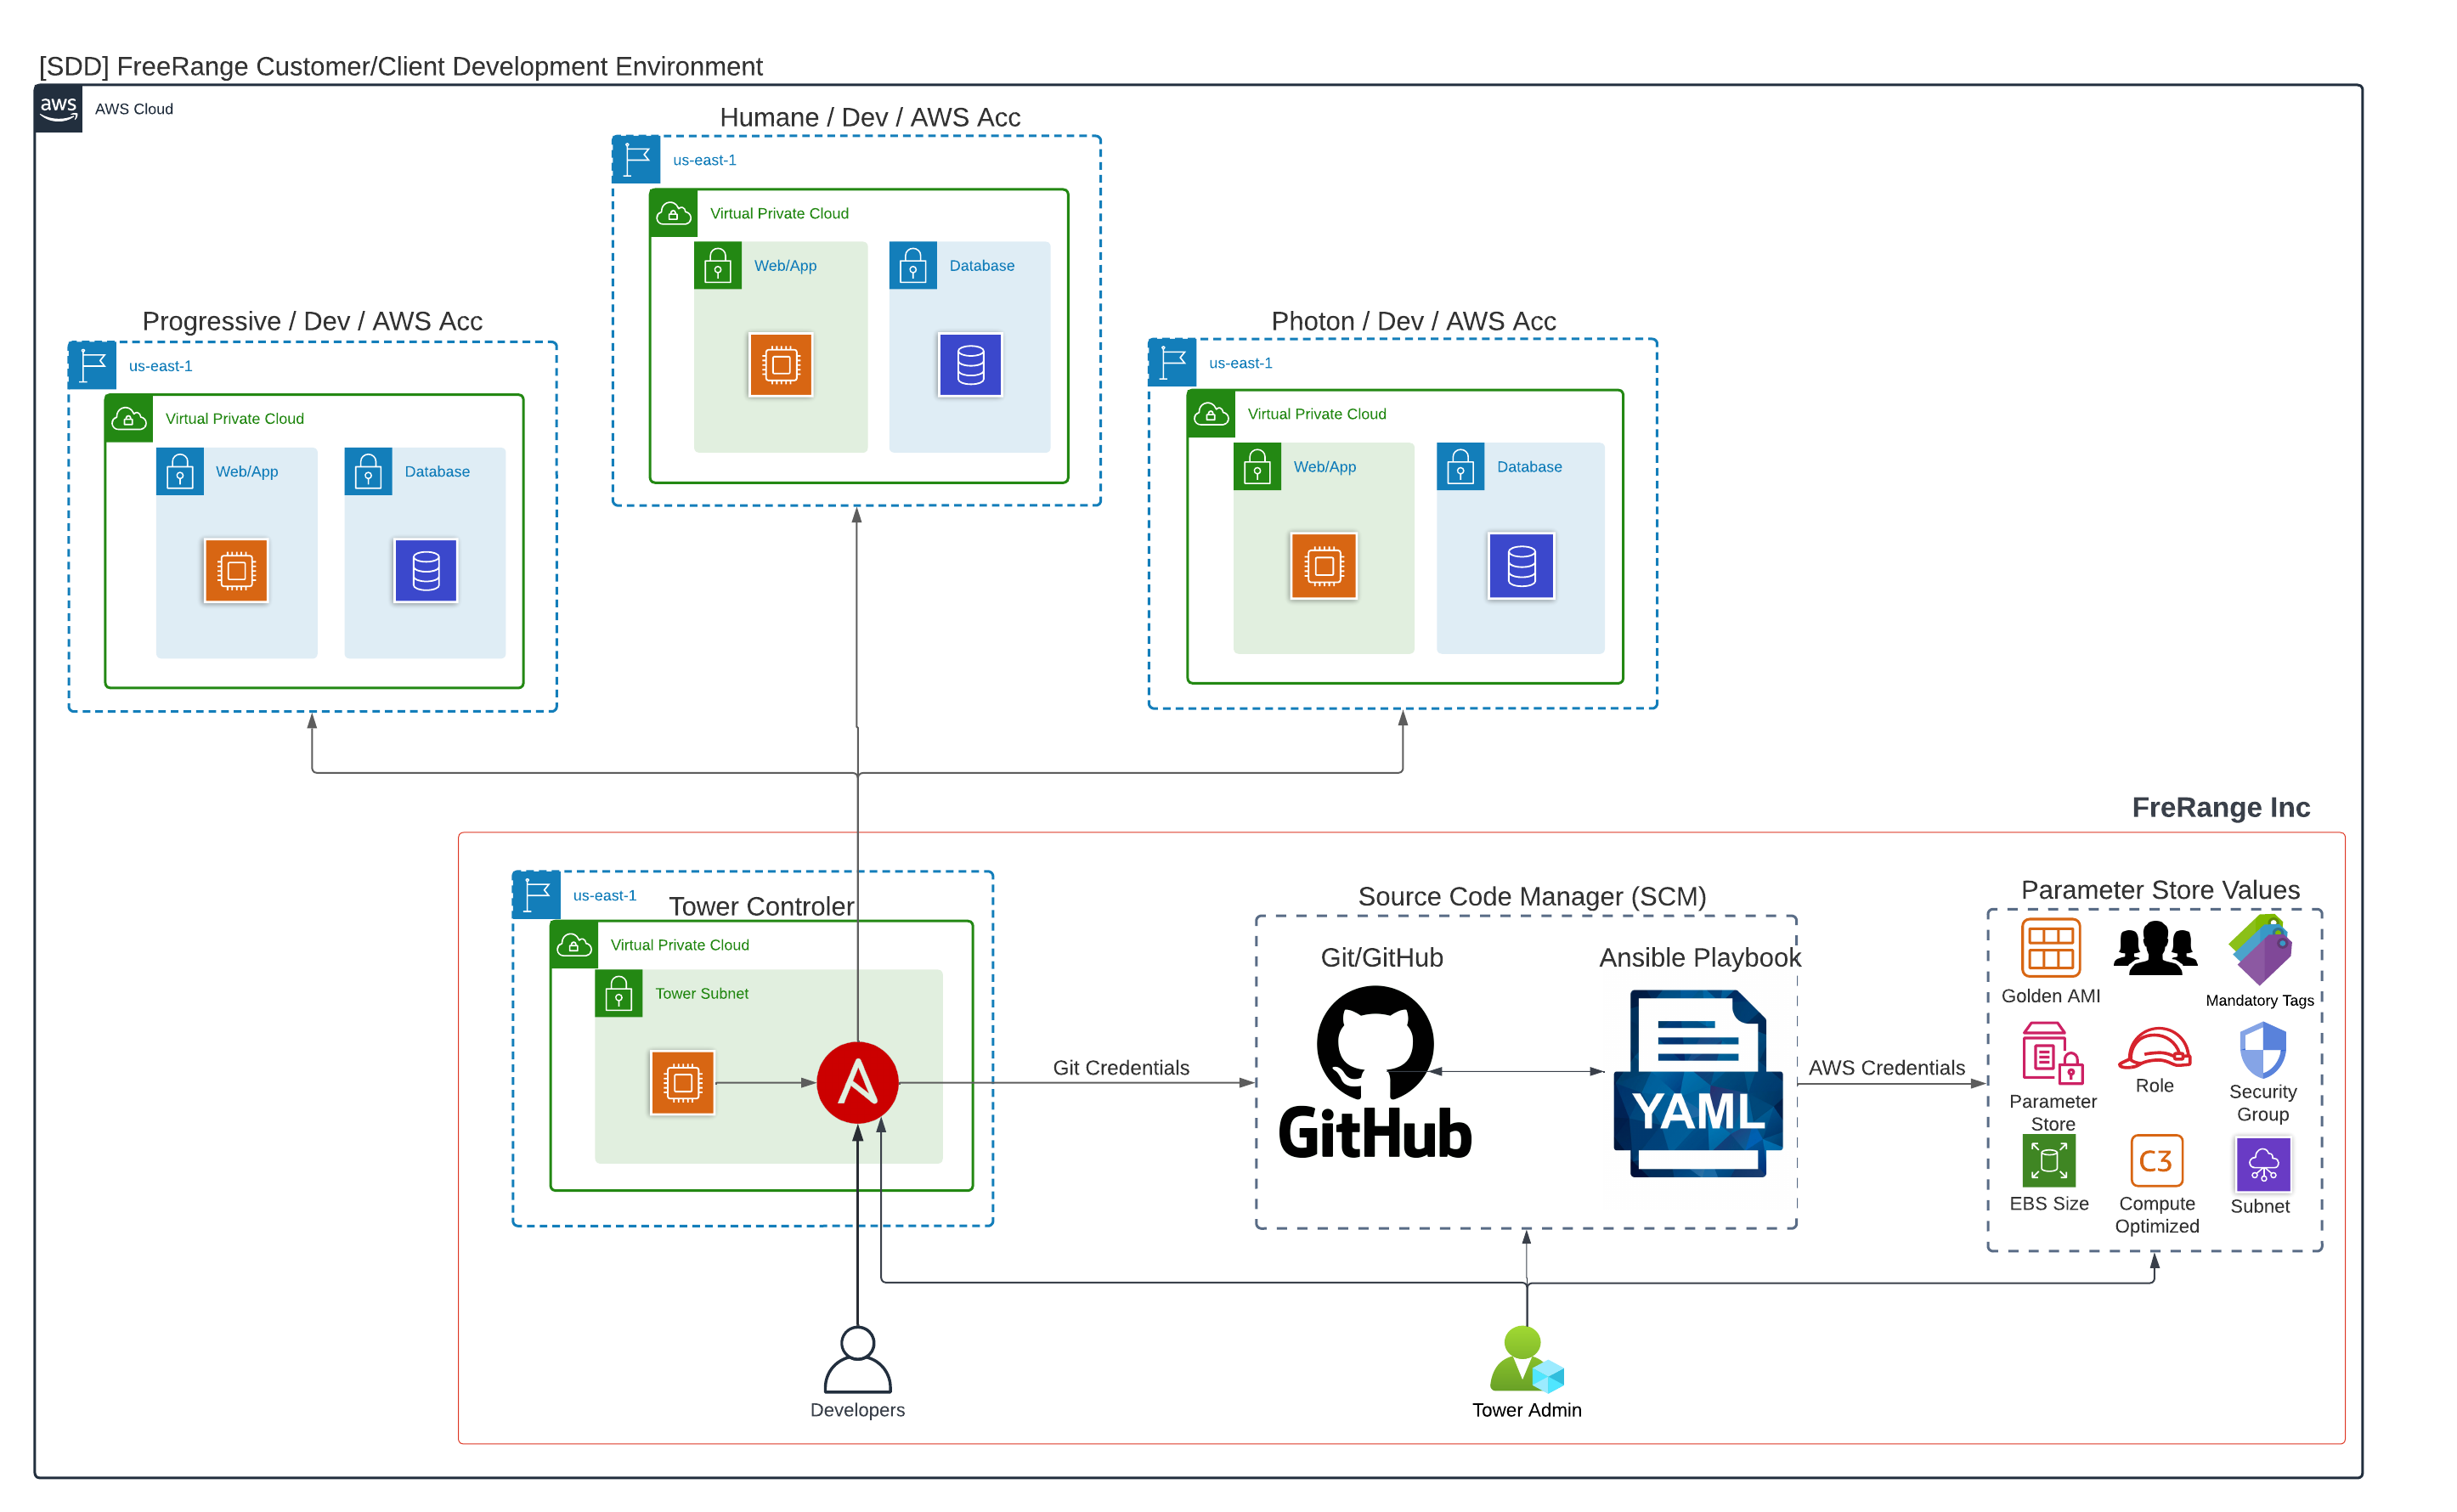 [SDD] FreeRange Customer/Client Development Environment
aws
AWS Cloud
Humane / Dev / AWS Acc
us-east-1
Virtual Private Cloud
Web/App
Database
Progressive / Dev / AWS Acc
us-east-1
Virtual Private Cloud
Web/App
Database
Photon / Dev / AWS Acc
us-east-1
Virtual Private Cloud
Web/App
Database
FreRange Inc
us-east-1
Tower Controler
Virtual Private Cloud
Tower Subnet
Git Credentials
Source Code Manager (SCM)
Git/GitHub
GitHub
Ansible Playbook
YAML
AWS Credentials
Parameter Store Values
Golden AMI
Mandatory Tags
Parameter
Store
Role
Security
Group
EBS Size
C3
Compute
Optimized
Subnet
Developers
Tower Admin